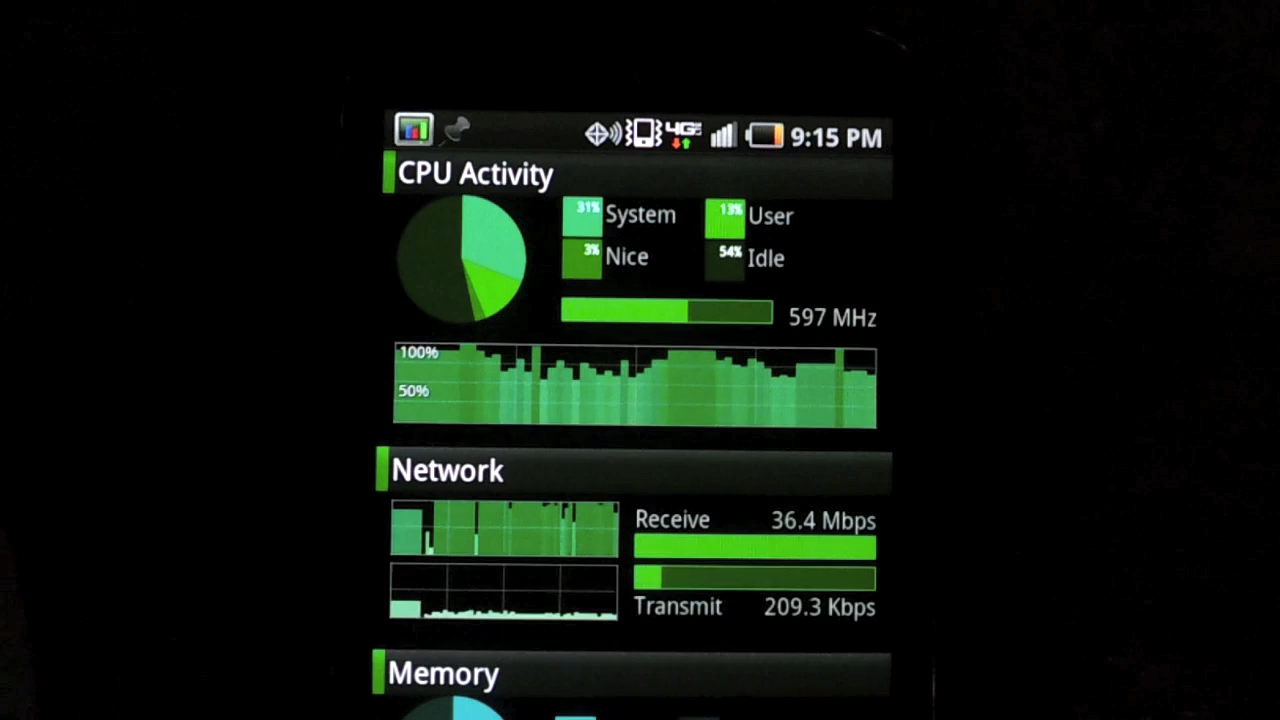 4G 9:15 PM
CPU Activity
31% System 13% User
3% Nice 54% Idle
597 MHz
100%
50%
Network
Receive 36.4 Mbps
Transmit 209.3 Kbps
Memory